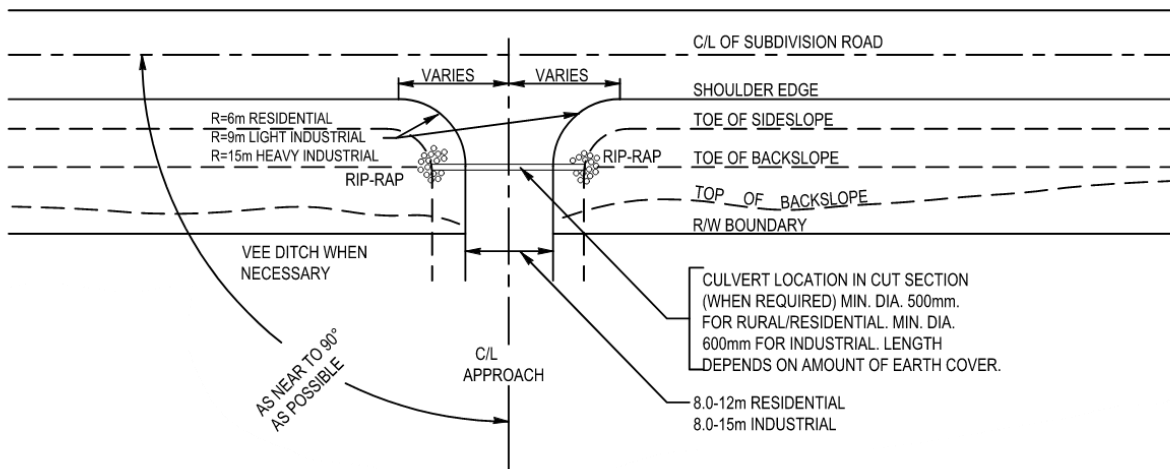 C/L OF SUBDIVISION ROAD
VARIES
VARIES
SHOULDER EDGE
R=6m RESIDENTIAL
R=9m LIGHT INDUSTRIAL
R=15m HEAVY INDUSTRIAL
TOE OF SIDESLOPE
RIP-RAP
TOE OF BACKSLOPE
RIP-RAP
TOP OF BACKSLOPE
R/W BOUNDARY
VEE DITCH WHEN
NECESSARY
CULVERT LOCATION IN CUT SECTION
(WHEN REQUIRED) MIN. DIA. 500mm.
FOR RURAL/RESIDENTIAL. MIN. DIA.
600mm FOR INDUSTRIAL. LENGTH
DEPENDS ON AMOUNT OF EARTH COVER.
AS NEAR TO 90°
AS POSSIBLE
C/L
APPROACH
8.0-12m RESIDENTIAL
8.0-15m INDUSTRIAL